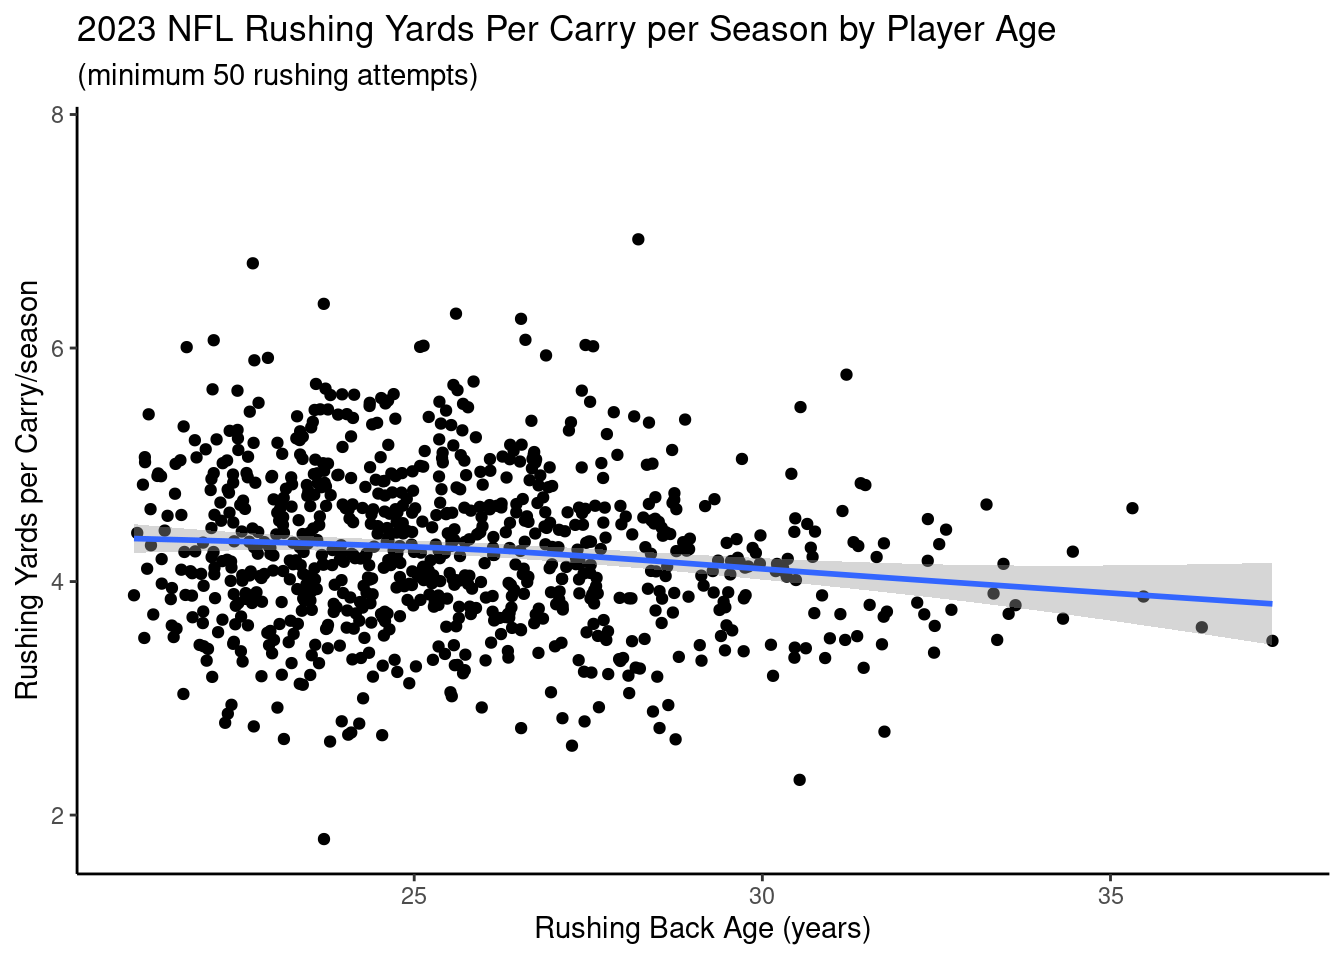 2023 NFL Rushing Yards Per Carry per Season by Player Age
(minimum 50 rushing attempts)
8
6
4
2
Rushing Yards per Carry/season
25 30 35
Rushing Back Age (years)